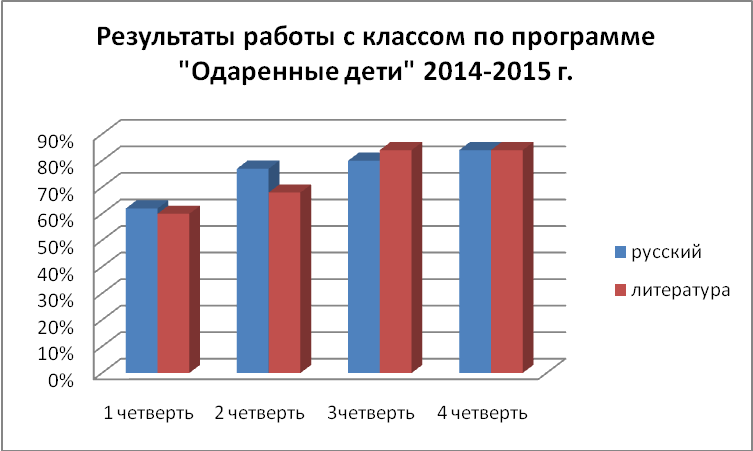 Результаты работы с классом по программе
"Одаренные дети" 2014-2015 г.
90%
80%
70%
60%
50%
40%
30%
20%
10%
0%
1 четверть 2 четверть 3четверть 4 четверть
русский
литература